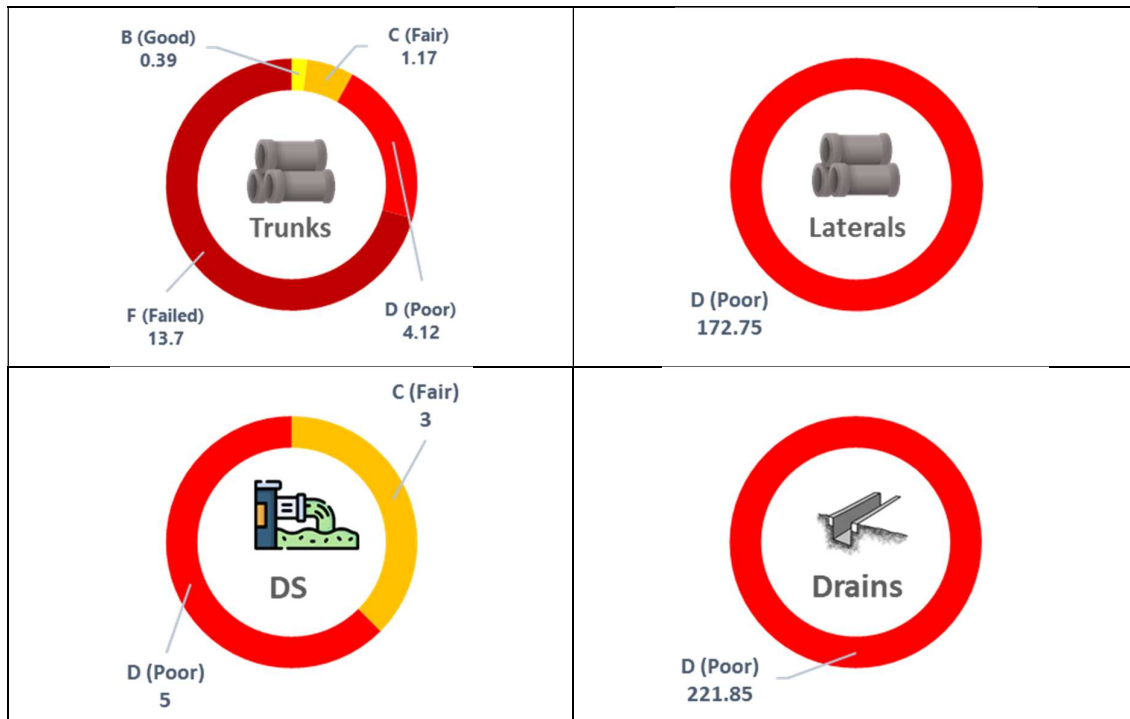 B (Good)
0.39
C (Fair)
1.17
Trunks
F (Failed)
13.7
D (Poor)
4.12
Laterals
D (Poor)
172.75
C (Fair)
3
DS
D (Poor)
5
Drains
D (Poor)
221.85